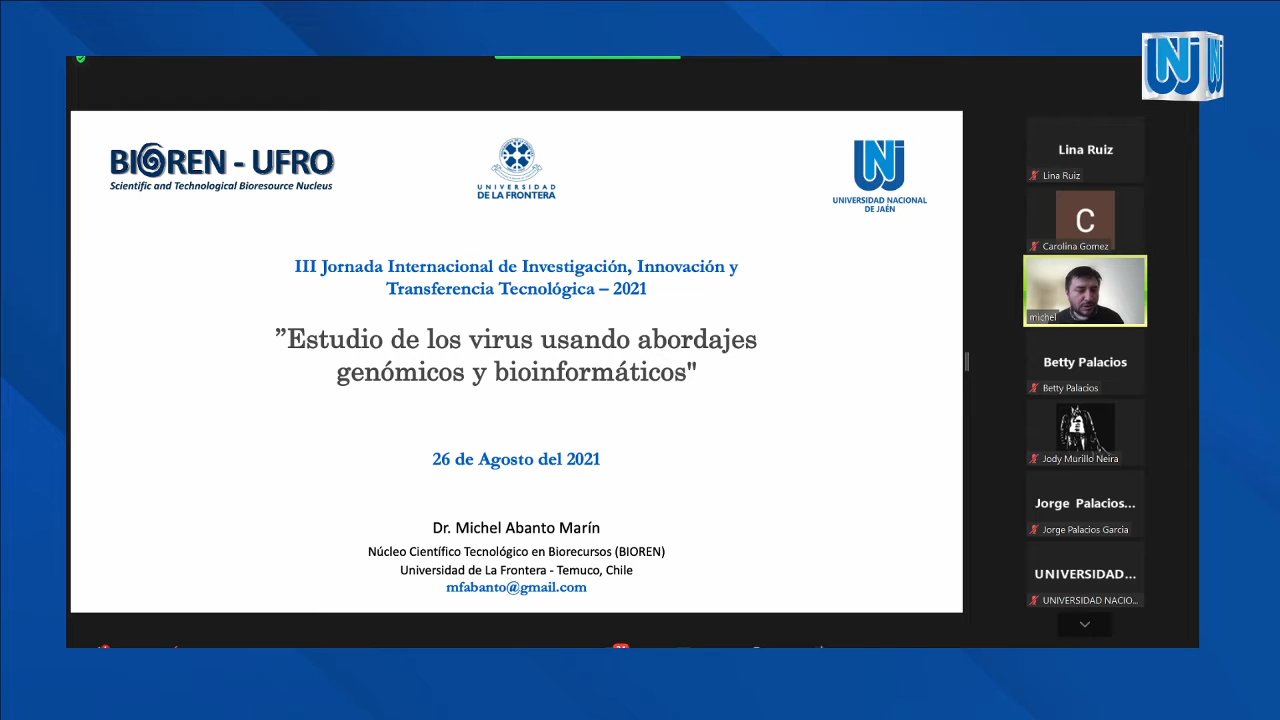 UNJ
BIOREN - UFRO
Scientific and Technological Bioresource Nucleus
UNIVERSIDAD
DE LA FRONTERA
UNJ
UNIVERSIDAD NACIONAL
DE JAÉN
III Jornada Internacional de Investigación, Innovación y
Transferencia Tecnológica – 2021
”Estudio de los virus usando abordajes
genómicos y bioinformáticos"
26 de Agosto del 2021
Dr. Michel Abanto Marín
Núcleo Científico Tecnológico en Biorecursos (BIOREN)
Universidad de La Frontera - Temuco, Chile
mfabanto@gmail.com
Lina Ruiz
Lina Ruiz
C
Carolina Gomez
michel
Betty Palacios
Betty Palacios
Jody Murillo Neira
Jorge Palacios...
Jorge Palacios Garcia
UNIVERSIDAD...
UNIVERSIDAD NACIO...